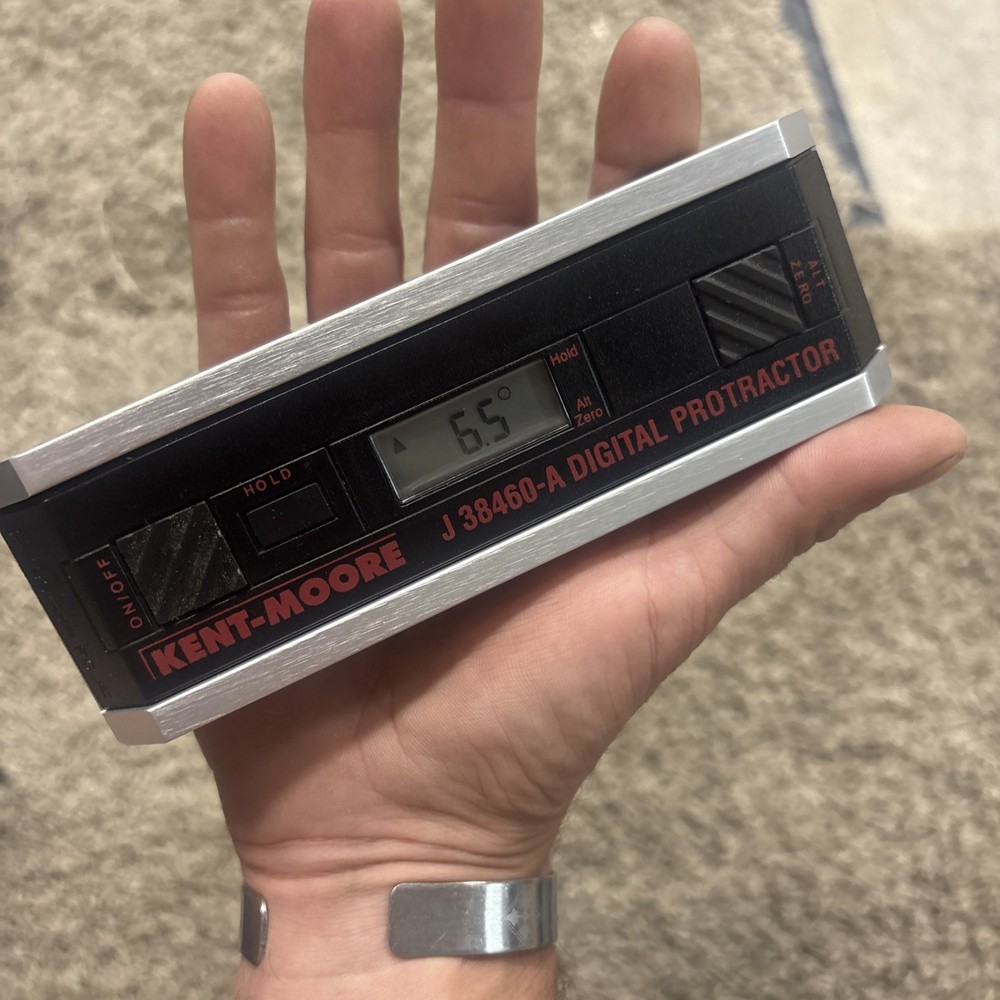 ON/OFF
HOLD
6.5°
Hold
Alt
Zero
ALT
ZERO
KENT-MOORE
J 38460-A DIGITAL PROTRACTOR